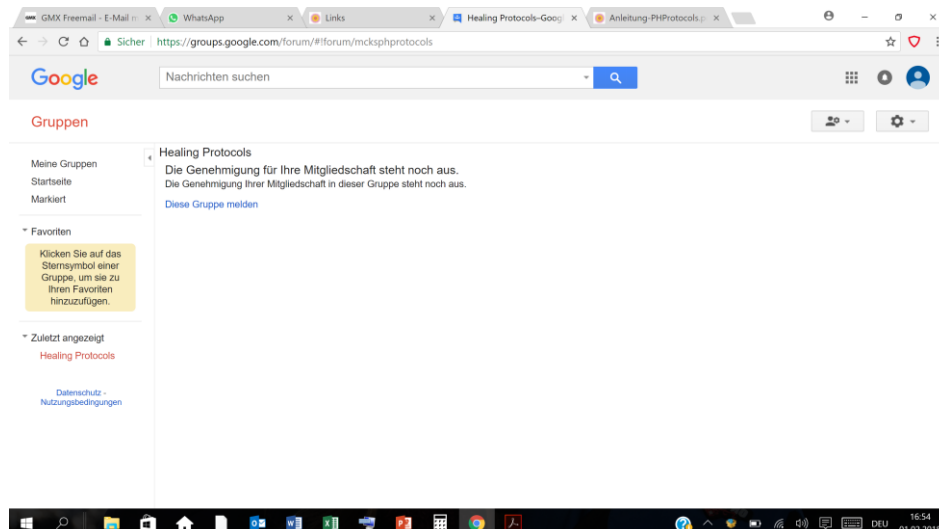 GMX Freemail - E-Mail m
WhatsApp
Links
Healing Protocols-Googl
Anleitung-PHProtocols.p
Sicher
https://groups.google.com/forum/#!forum/mcksphprotocols
Google
Nachrichten suchen
Gruppen
Meine Gruppen
Startseite
Markiert
Favoriten
Klicken Sie auf das
Sternsymbol einer
Gruppe, um sie zu
Ihren Favoriten
hinzuzufügen.
Zuletzt angezeigt
Healing Protocols
Datenschutz -
Nutzungsbedingungen
Healing Protocols
Die Genehmigung für Ihre Mitgliedschaft steht noch aus.
Die Genehmigung Ihrer Mitgliedschaft in dieser Gruppe steht noch aus.
Diese Gruppe melden
DEU
16:54